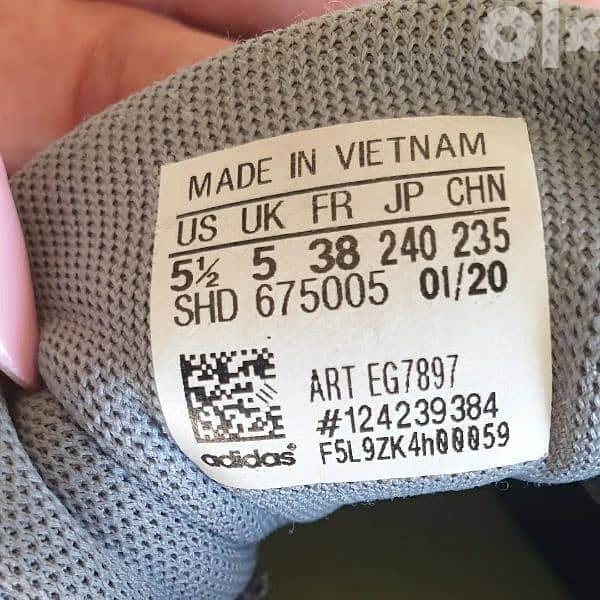 olx
MADE IN VIETNAM
US UK FR JP CHN
5½ 5 38 240 235
SHD 675005 01/20
ART EG7897
#124239384
adidas® F5L9ZK4h00059